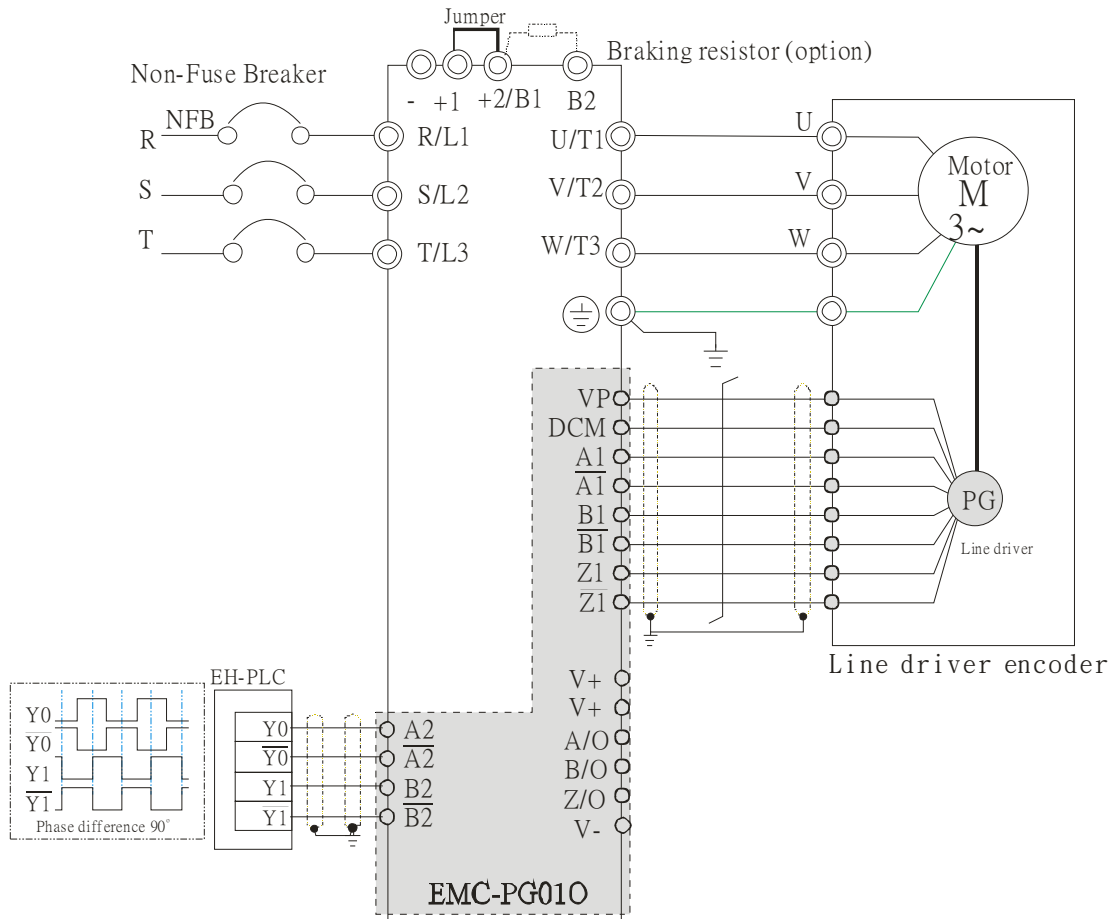 Jumper
Braking resistor (option)
Non-Fuse Breaker
- +1 +2/B1 B2
NFB
R
R/L1
U/T1
U
S
S/L2
V/T2
V
T
T/L3
W/T3
W
Motor
M
3~
VP
DCM
A1
A1
B1
B1
Z1
Z1
PG
Line driver
Line driver encoder
V+
V+
A/O
B/O
Z/O
V-
EH-PLC
Y0
Y0
Y1
Y1
Phase difference 90°
Y0
Y0
Y1
Y1
A2
A2
B2
B2
EMC-PG01O